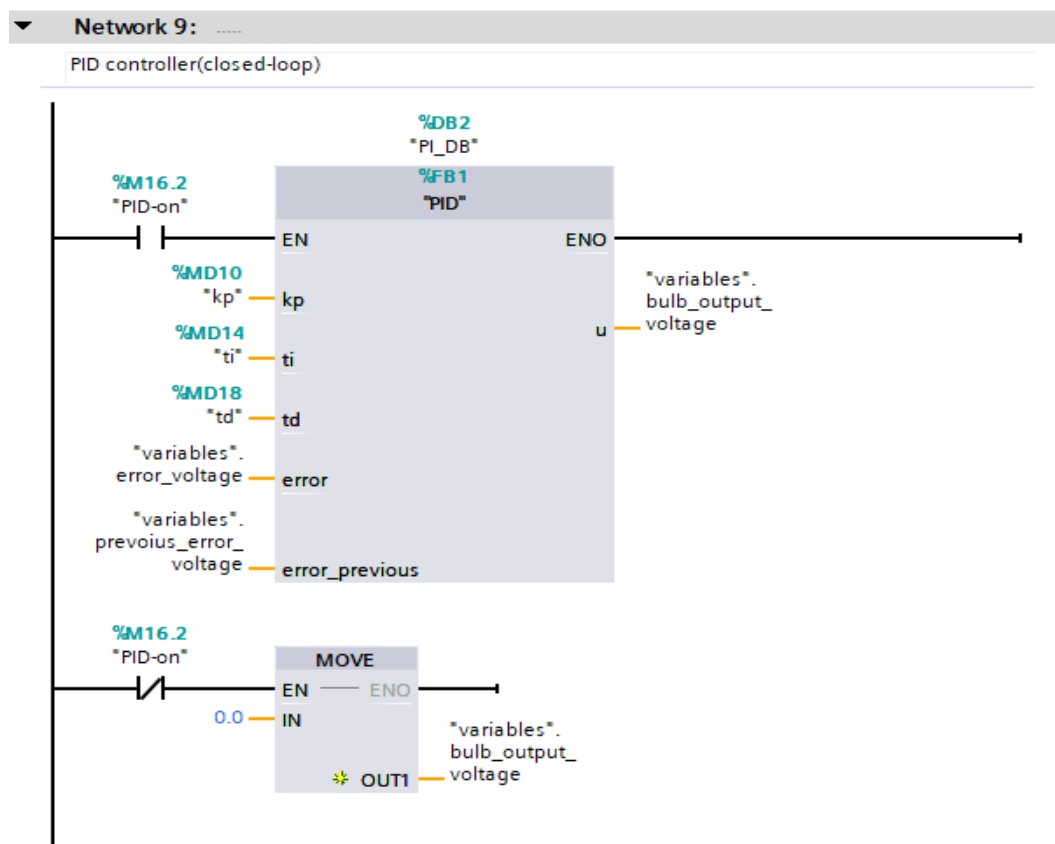 Network 9: .....
PID controller(closed-loop)
%DB2
"PI_DB"
%FB1
"PID"
%M16.2
"PID-on"
EN
ENO
%MD10
"kp"
kp
"variables".
bulb_output_
voltage
u
%MD14
"ti"
ti
%MD18
"td"
td
"variables".
error_voltage
error
"variables".
prevoius_error_
voltage
error_previous
%M16.2
"PID-on"
MOVE
EN
ENO
0.0
IN
"variables".
bulb_output_
voltage
OUT1